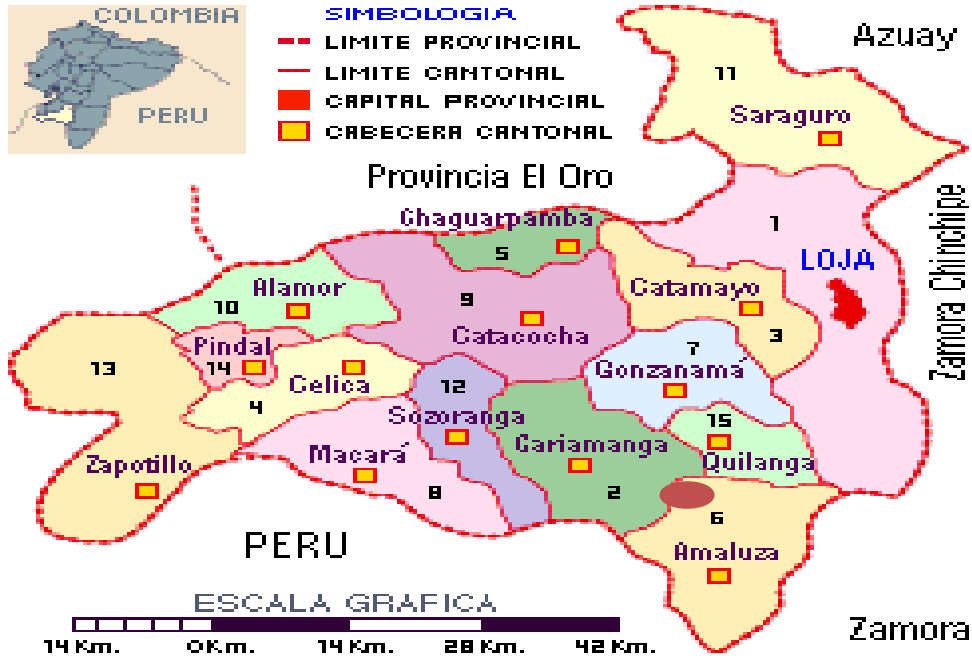 COLOMBIA
PERU
SIMBOLOGIA
LIMITE PROVINCIAL
LIMITE CANTONAL
CAPITAL PROVINCIAL
CABECERA CANTONAL
Azuay
11
Saraguro
Provincia El Oro
Zamora Chinchipe
1
LOJA
Chaguarpamba
5
Catamayo
3
10
Alamor
9
Catacocha
7
Gonzanamá
13
Pindal
14
Celica
4
12
Sozoranga
15
Quilanga
Cariamanga
2
Zapotillo
Macará
8
6
Amaluza
PERU
Zamora
ESCALA GRAFICA
14 Km. 0 Km. 14 Km. 28 Km. 42 Km.